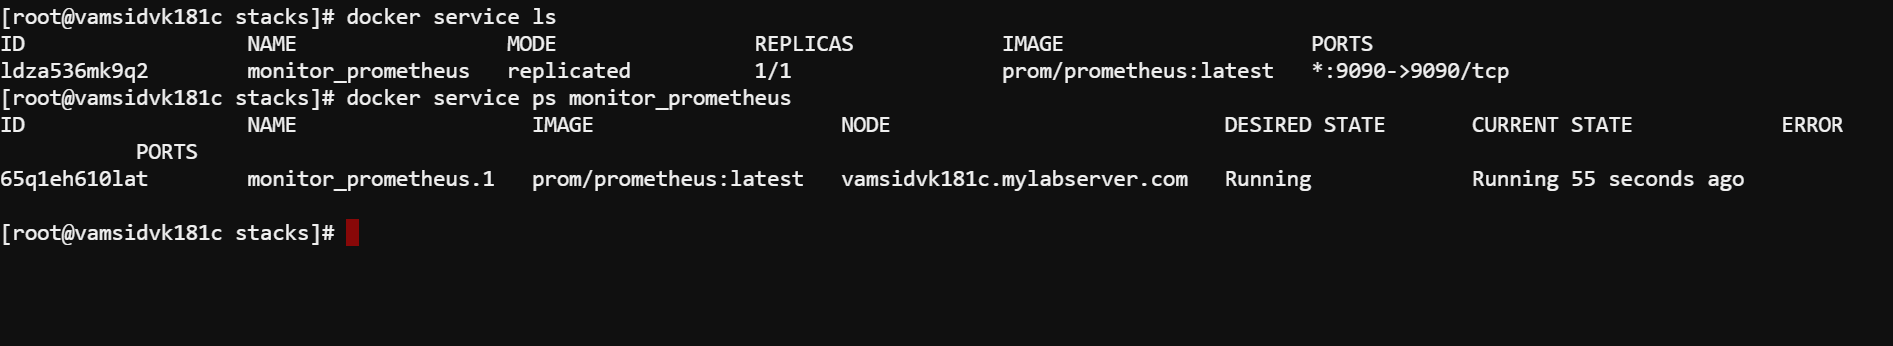 [root@vamsidvk181c stacks]# docker service ls
ID                  NAME                 MODE                REPLICAS            IMAGE                    PORTS
ldza536mk9q2        monitor_prometheus   replicated          1/1                 prom/prometheus:latest   *:9090->9090/tcp
[root@vamsidvk181c stacks]# docker service ps monitor_prometheus
ID                  NAME                   IMAGE                    NODE                           DESIRED STATE       CURRENT STATE            ERROR
           PORTS
65q1eh610lat        monitor_prometheus.1   prom/prometheus:latest   vamsidvk181c.mylabserver.com   Running             Running 55 seconds ago
[root@vamsidvk181c stacks]#